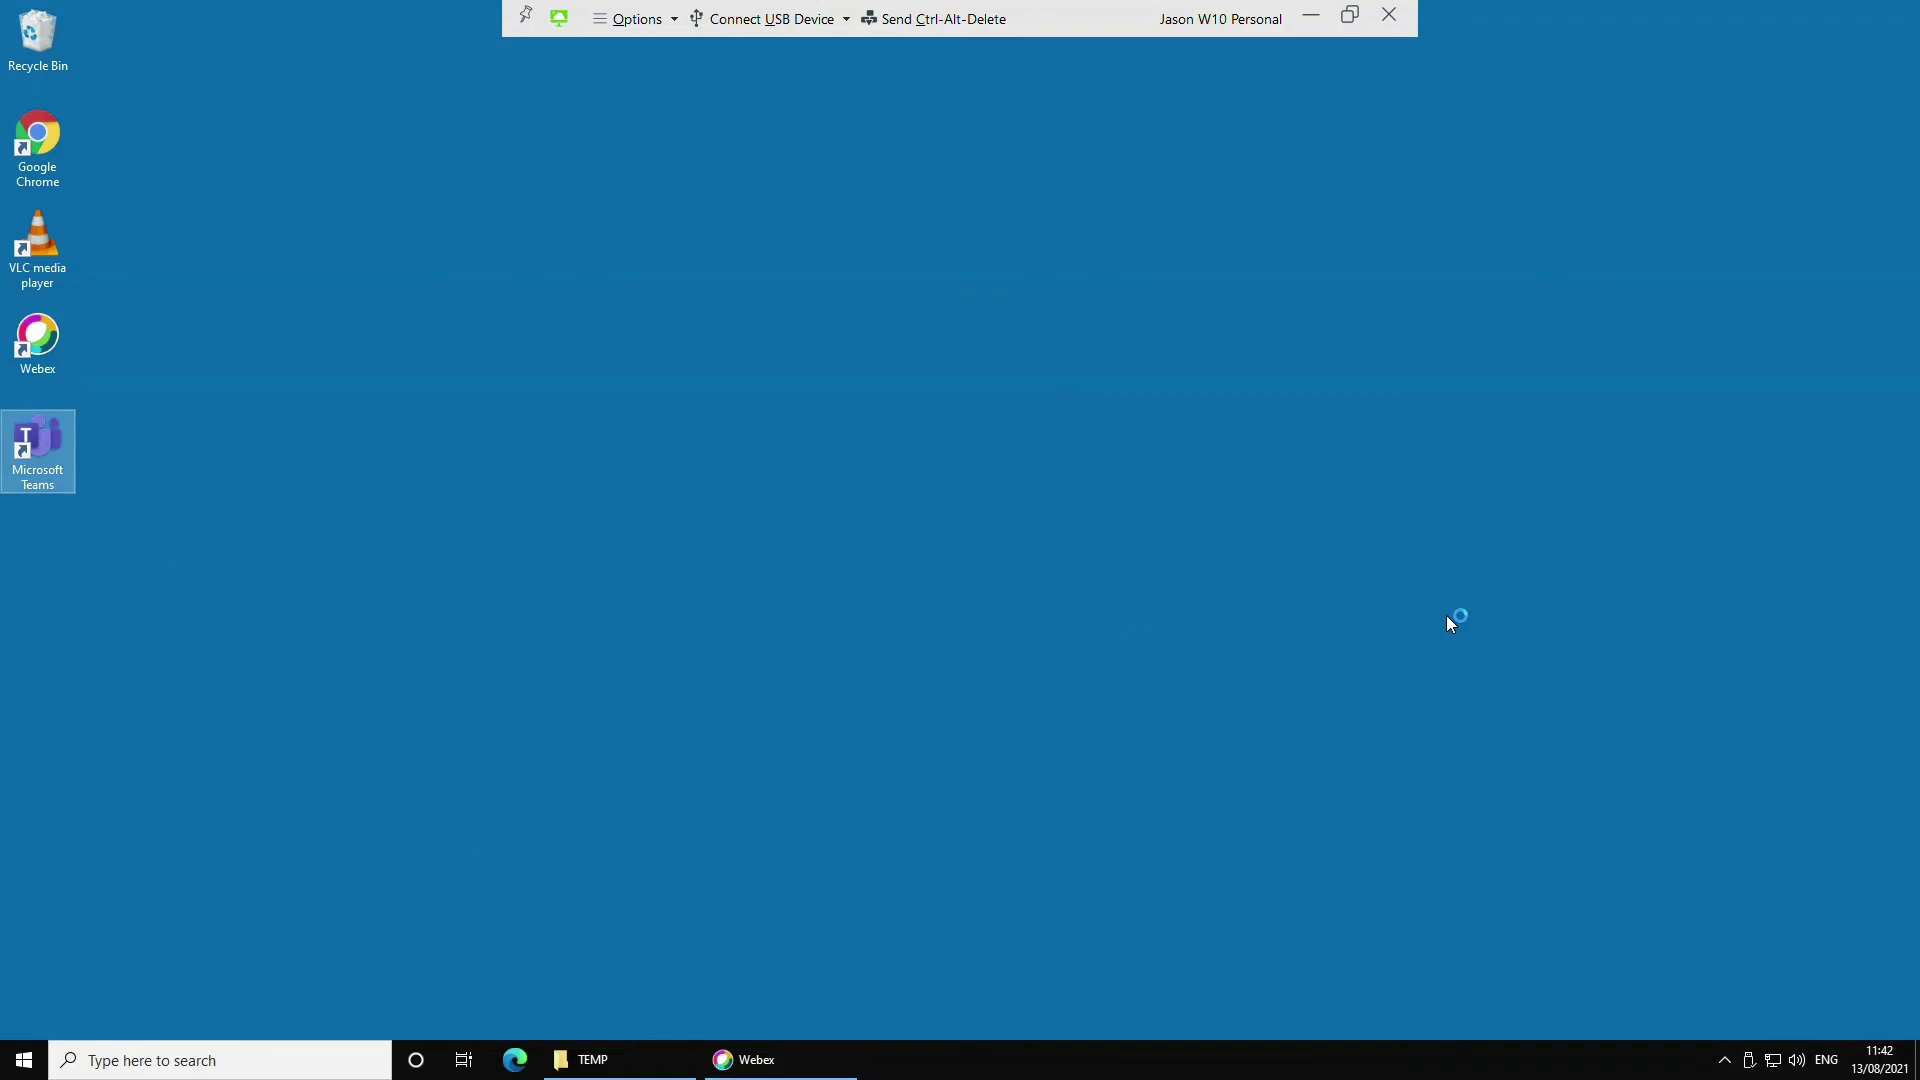 Options
Connect USB Device
Send Ctrl-Alt-Delete
Jason W10 Personal
Recycle Bin
Google
Chrome
VLC media
player
Webex
T
Microsoft
Teams
Type here to search
TEMP
Webex
ENG
11:42
13/08/2021